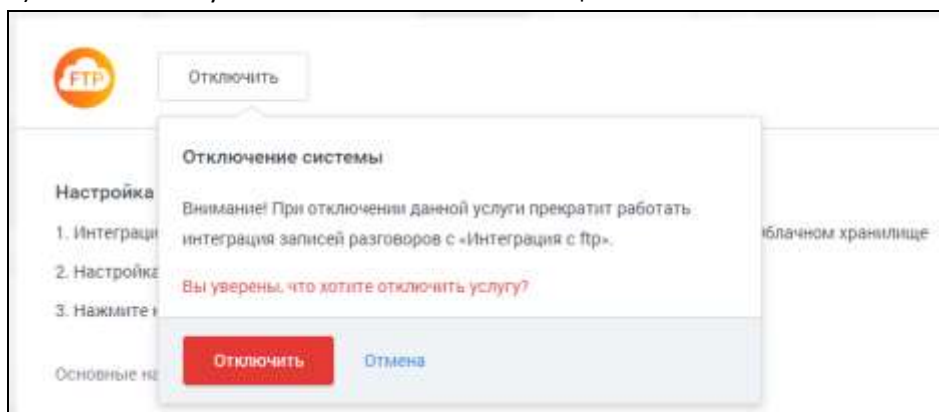 FTP
Отключить
Отключение системы
Настройка
Внимание! При отключении данной услуги прекратит работать
1. Интеграци
интеграция записей разговоров с «Интеграция с ftp».
облачном хранилище
2. Настройка
Вы уверены, что хотите отключить услугу?
3. Нажмите
Отключить
Отмена
Основные на